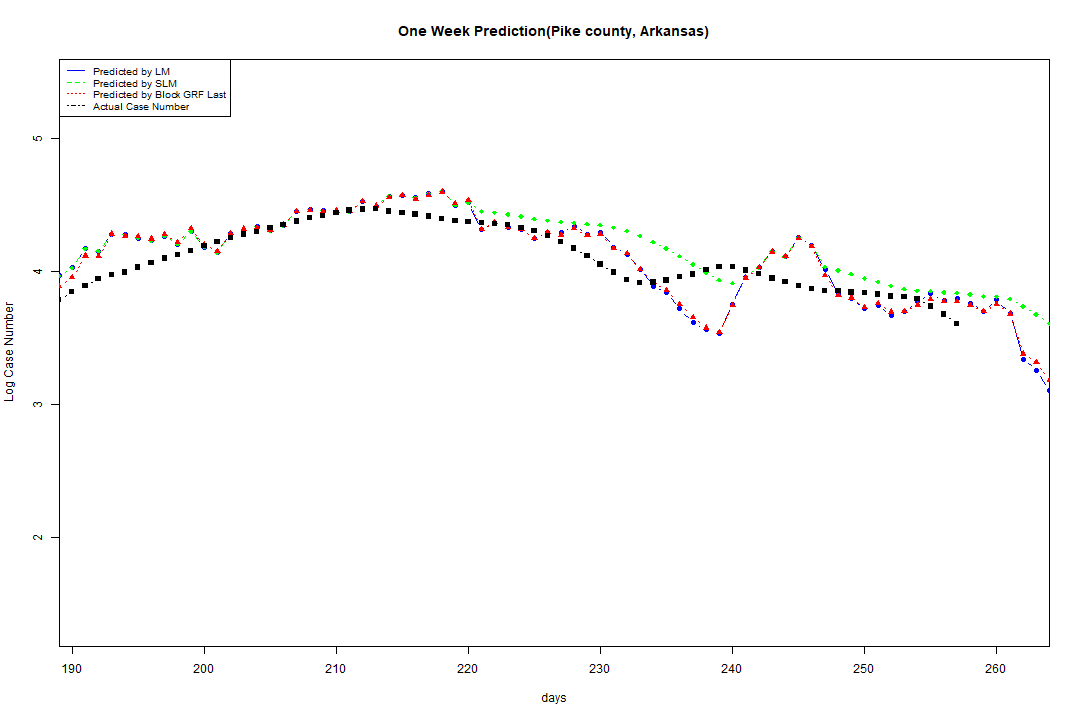 One Week Prediction(Pike county, Arkansas)
Predicted by LM
Predicted by SLM
Predicted by Block GRF Last
Actual Case Number
5
4
3
2
Log Case Number
190 200 210 220 230 240 250 260
days